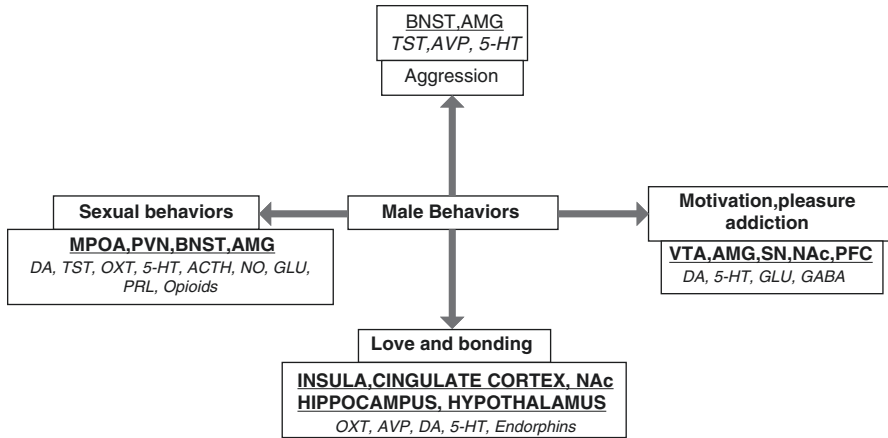 BNST,AMG
TST,AVP, 5-HT
Aggression
Sexual behaviors
MPOA,PVN,BNST,AMG
DA, TST, OXT, 5-HT, ACTH, NO, GLU,
PRL, Opioids
Male Behaviors
Motivation,pleasure
addiction
VTA,AMG,SN,NAc,PFC
DA, 5-HT, GLU, GABA
Love and bonding
INSULA,CINGULATE CORTEX, NAc
HIPPOCAMPUS, HYPOTHALAMUS
OXT, AVP, DA, 5-HT, Endorphins